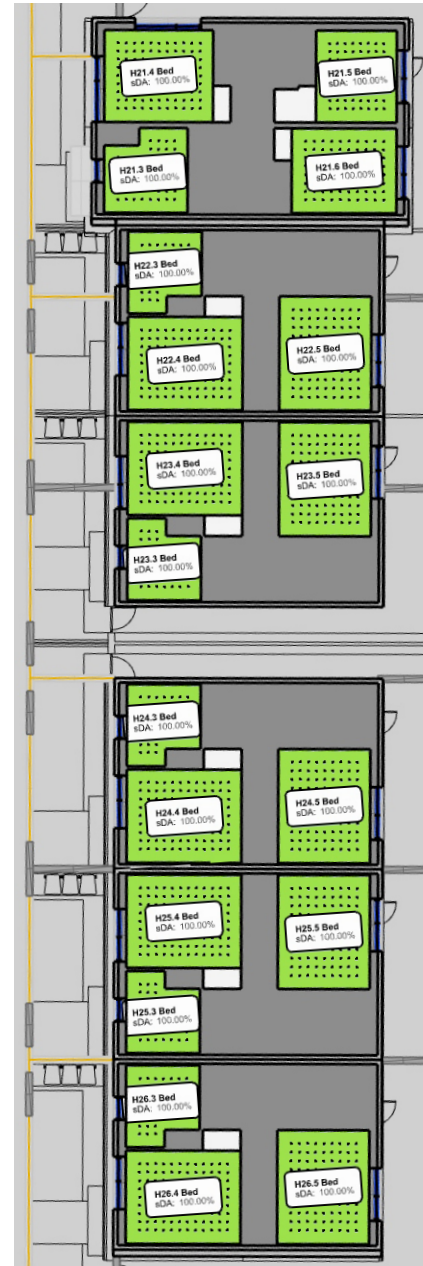 H21.4 Bed
sDA: 100.00%
H21.5 Bed
sDA: 100.00%
H21.3 Bed
sDA: 100.00%
H21.6 Bed
sDA: 100.00%
H22.3 Bed
sDA: 100.00%
H22.4 Bed
sDA: 100.00%
H22.5 Bed
sDA: 100.00%
H23.4 Bed
sDA: 100.00%
H23.5 Bed
sDA: 100.00%
H23.3 Bed
sDA: 100.00%
H24.3 Bed
sDA: 100.00%
H24.4 Bed
sDA: 100.00%
H24.5 Bed
sDA: 100.00%
H25.4 Bed
sDA: 100.00%
H25.5 Bed
sDA: 100.00%
H25.3 Bed
sDA: 100.00%
H26.3 Bed
sDA: 100.00%
H26.4 Bed
sDA: 100.00%
H26.5 Bed
sDA: 100.00%